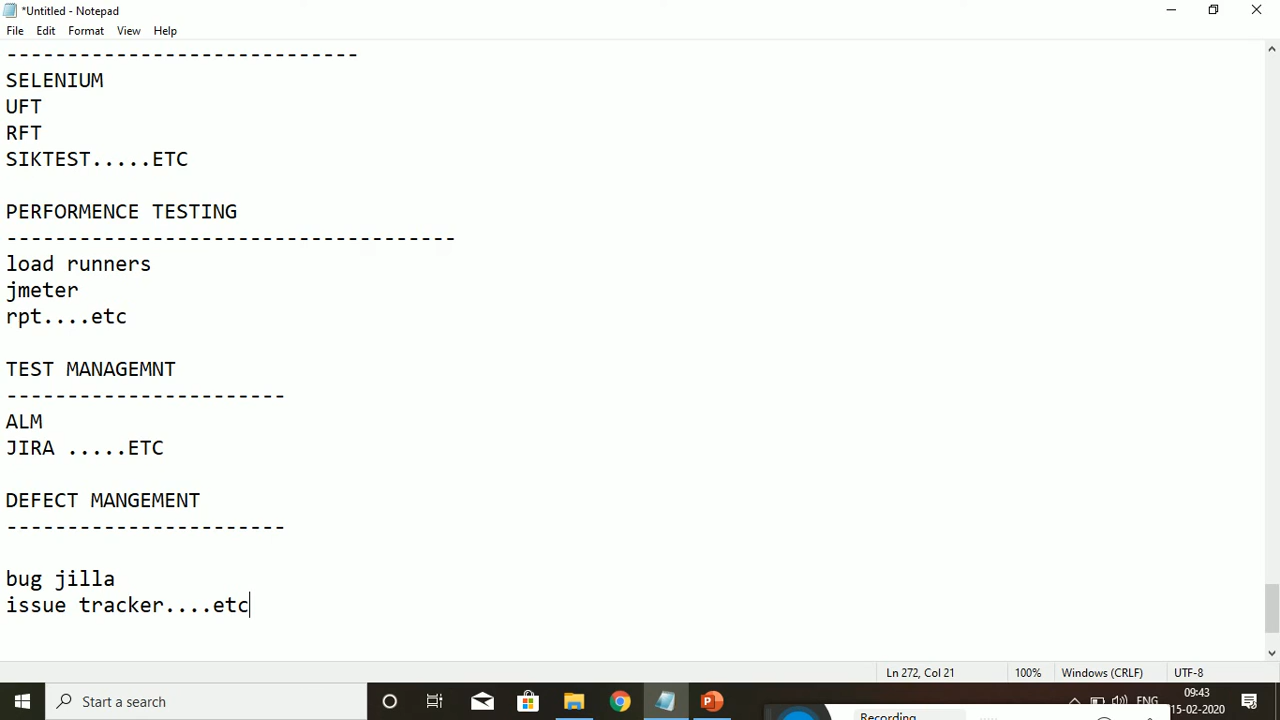 *Untitled - Notepad
File Edit Format View Help
-----------------------------
SELENIUM
UFT
RFT
SIKTEST.....ETC
PERFORMENCE TESTING
-------------------------------------
load runners
jmeter
rpt....etc
TEST MANAGEMNT
-----------------------
ALM
JIRA .....ETC
DEFECT MANGEMENT
-----------------------
bug jilla
issue tracker....etc
Ln 272, Col 21 100% Windows (CRLF) UTF-8
Start a search
ENG
09:43
15-02-2020
Recording